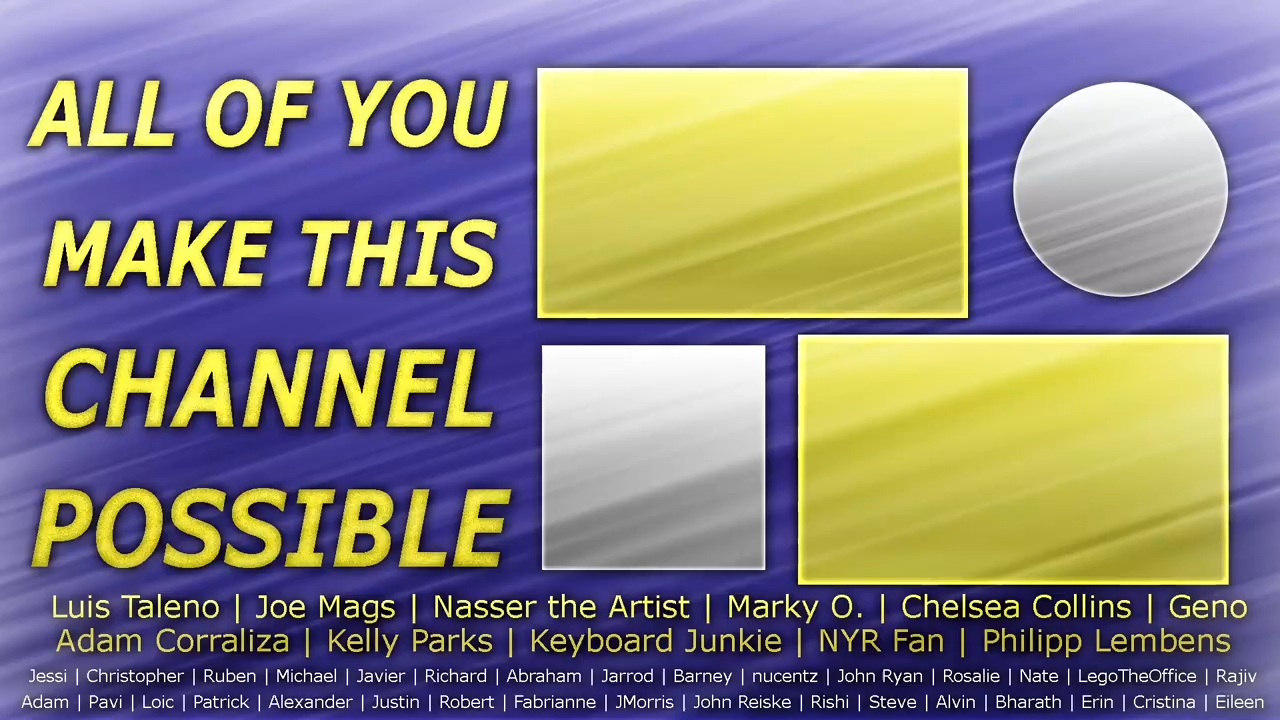 ALL OF YOU
MAKE THIS
CHANNEL
POSSIBLE
Luis Taleno | Joe Mags | Nasser the Artist | Marky O. | Chelsea Collins | Geno
Adam Corraliza | Kelly Parks | Keyboard Junkie | NYR Fan | Philipp Lembens
Jessi | Christopher | Ruben | Michael | Javier | Richard | Abraham | Jarrod | Barney | nucentz | John Ryan | Rosalie | Nate | LegoTheOffice | Rajiv
Adam | Pavi | Loic | Patrick | Alexander | Justin | Robert | Fabrianne | JMorris | John Reiske | Rishi | Steve | Alvin | Bharath | Erin | Cristina | Eileen